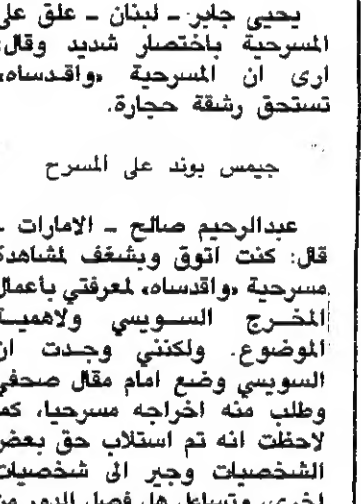 يحيى جابر - لبنان - علق على
المسرحية باختصار شديد وقال:
ارى ان المسرحية «واقدساه»
تستحق رشقة حجارة.
جيمس بوند على المسرح
عبدالرحيم صالح - الامارات -
قال: كنت اتوق وبشغف لمشاهدة
مسرحية «واقدساه» لمعرفتي بأعمال
المخرج السويسي ولاهمية
الموضوع. ولكنني وجدت ان
السويسي وضع امام مقال صحفي
وطلب منه اخراجه مسرحيا، كما
لاحظت انه تم استلاب حق بعض
الشخصيات وجير الى شخصيات